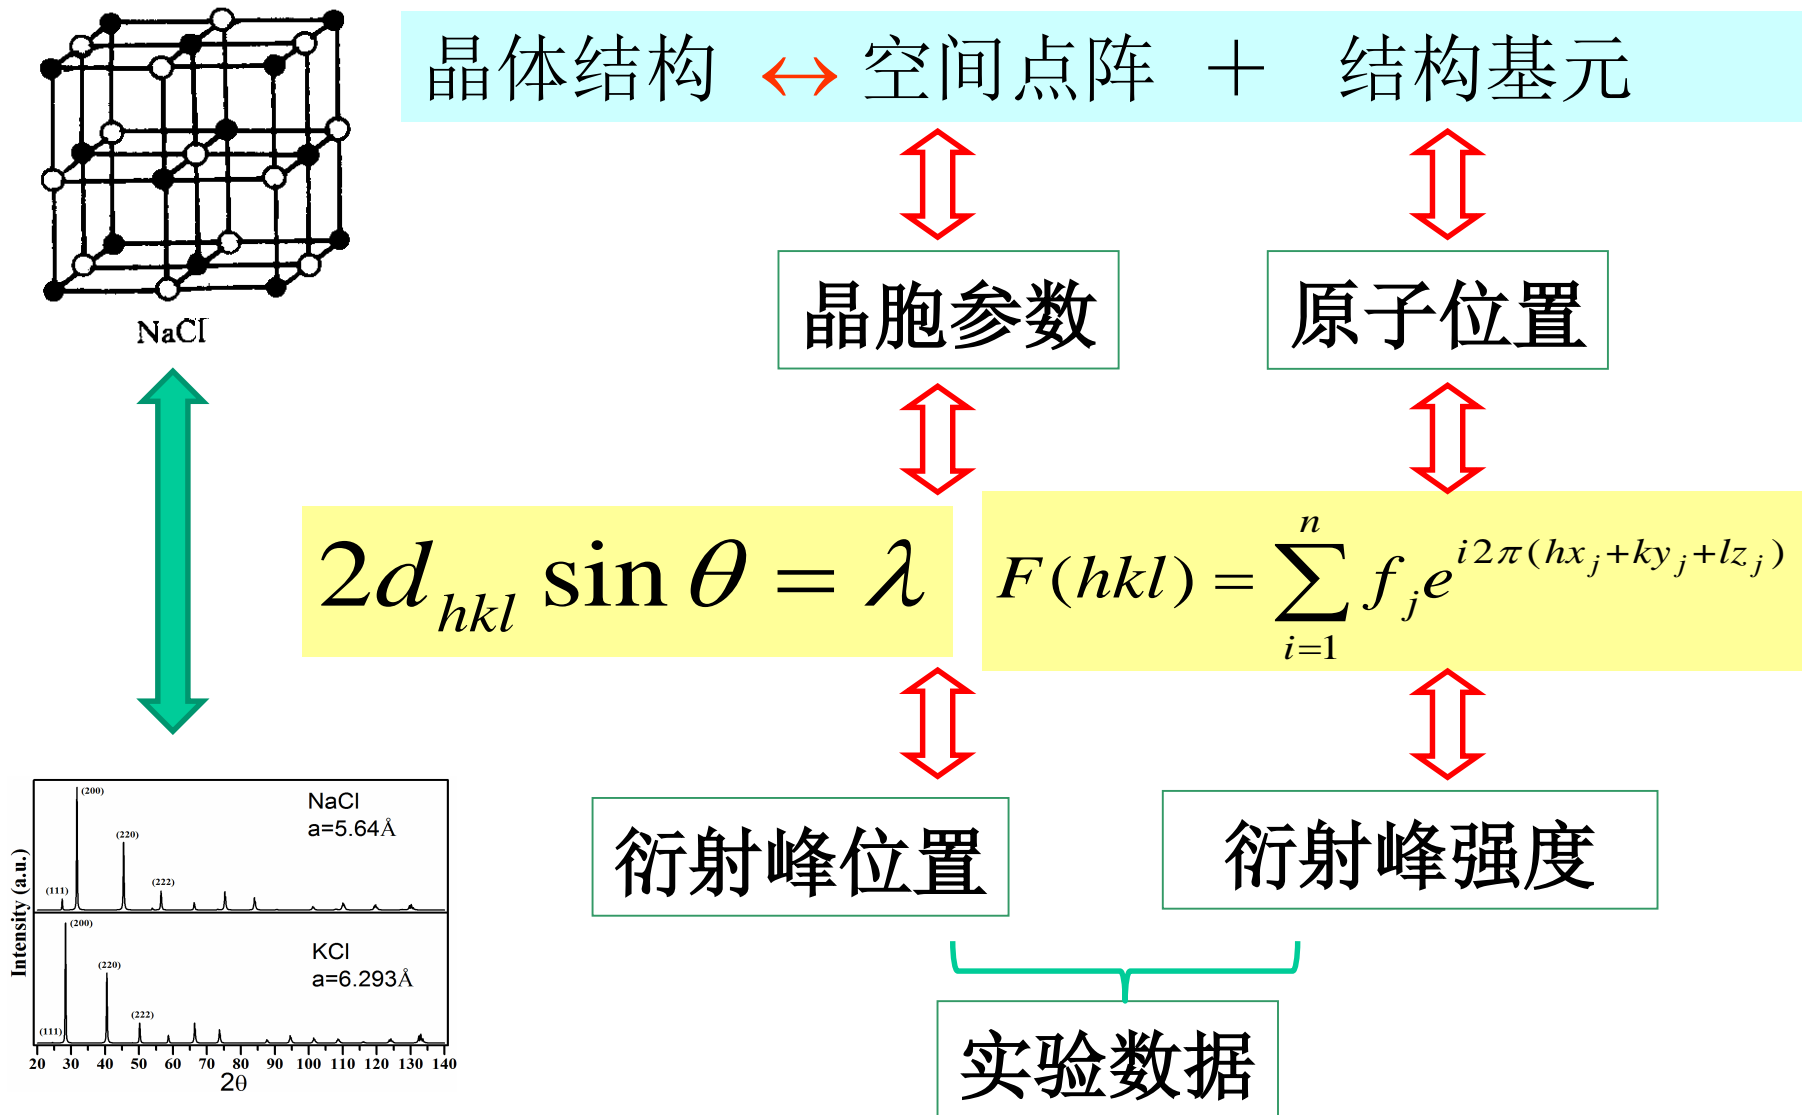 晶体结构 ↔ 空间点阵 + 结构基元
NaCl
晶胞参数
原子位置
2d_{hkl} sin θ = λ
F(hkl) = \sum_{i=1}^{n} f_j e^{i2π(hx_j+ky_j+lz_j)}
衍射峰位置
衍射峰强度
实验数据
Intensity (a.u.)
(200)
NaCl
a=5.64Å
(220)
(111)
(222)
(200)
KCl
a=6.293Å
(220)
(222)
(111)
20 30 40 50 60 70 80 90 100 110 120 130 140
2θ